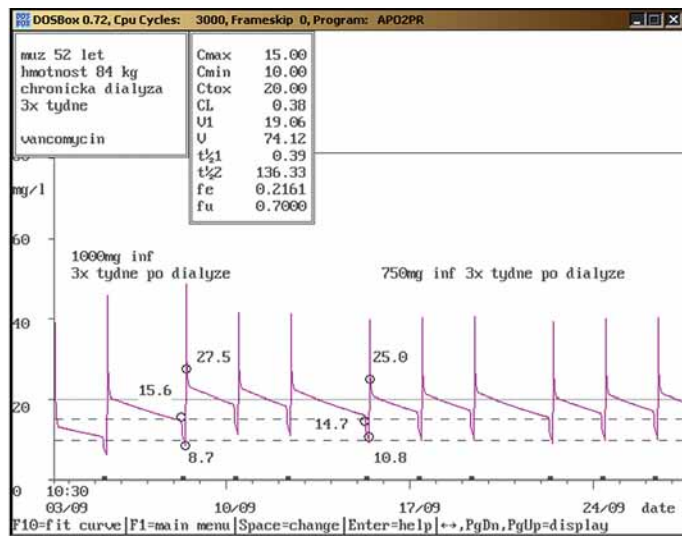 DOSBox 0.72, Cpu Cycles: 3000, Frameskip 0, Program: APO2PR
muz 52 let
hmotnost 84 kg
chronicka dialyza
3x tydne
vancomycin
Cmax 15.00
Cmin 10.00
Ctox 20.00
CL 0.38
V1 19.06
V 74.12
t½1 0.39
t½2 136.33
fe 0.2161
fu 0.7000
mg/l
60
1000mg inf
3x tydne po dialyze
750mg inf 3x tydne po dialyze
40
27.5
25.0
15.6
20
14.7
8.7
10.8
0 10:30
03/09 10/09 17/09 24/09 date
F10=fit curve|F1=main menu|Space=change|Enter=help|↔,PgDn,PgUp=display